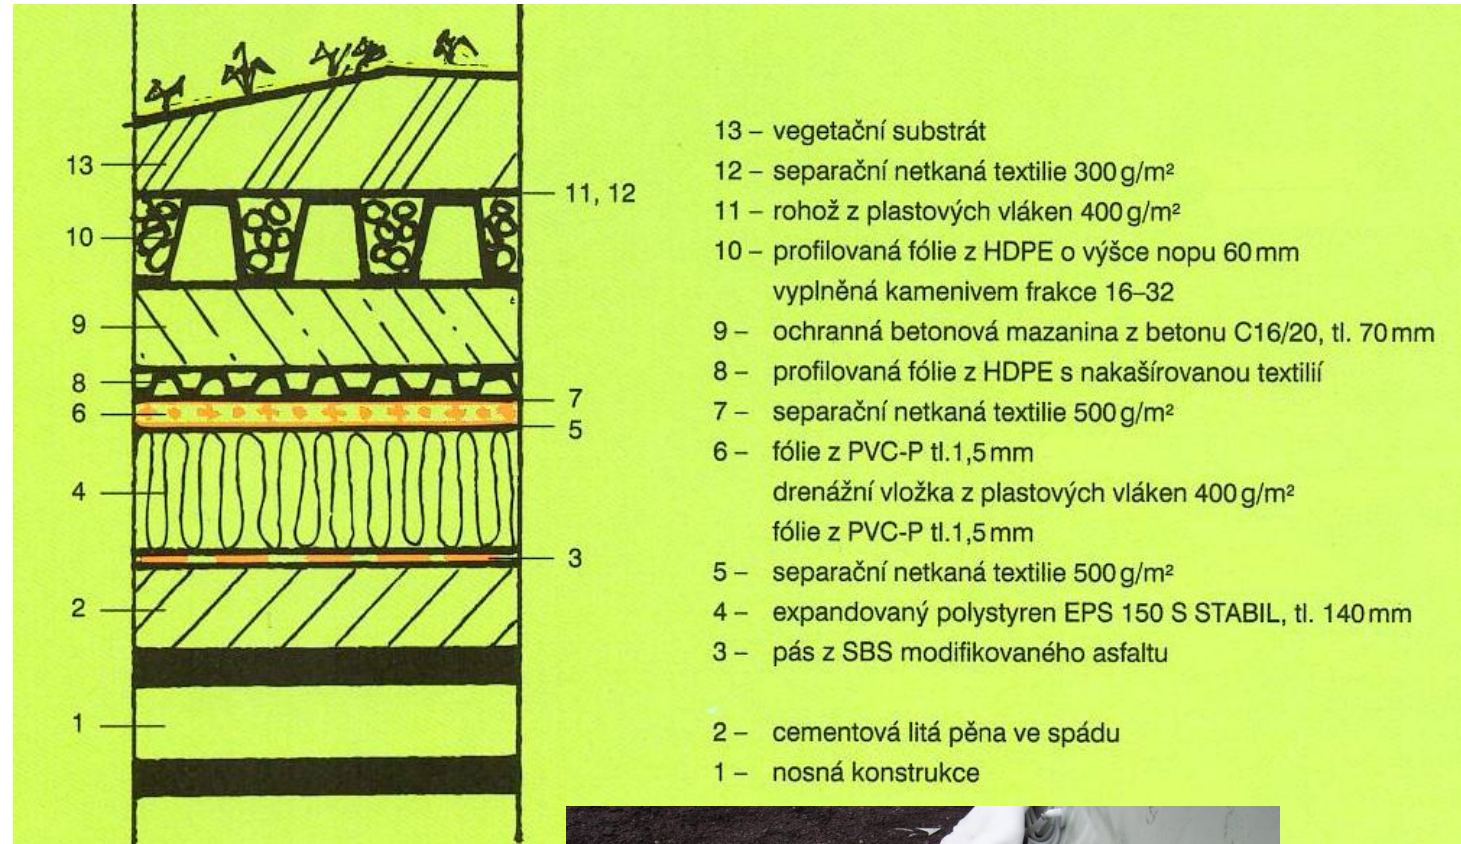 13
10
9
8
6
4
2
1
11, 12
7
5
3
13 – vegetační substrát
12 – separační netkaná textilie 300 g/m²
11 – rohož z plastových vláken 400 g/m²
10 – profilovaná fólie z HDPE o výšce nopu 60 mm
vyplněná kamenivem frakce 16–32
9 – ochranná betonová mazanina z betonu C16/20, tl. 70 mm
8 – profilovaná fólie z HDPE s nakašírovanou textilií
7 – separační netkaná textilie 500 g/m²
6 – fólie z PVC-P tl.1,5 mm
drenážní vložka z plastových vláken 400 g/m²
fólie z PVC-P tl.1,5 mm
5 – separační netkaná textilie 500 g/m²
4 – expandovaný polystyren EPS 150 S STABIL, tl. 140 mm
3 – pás z SBS modifikovaného asfaltu
2 – cementová litá pěna ve spádu
1 – nosná konstrukce